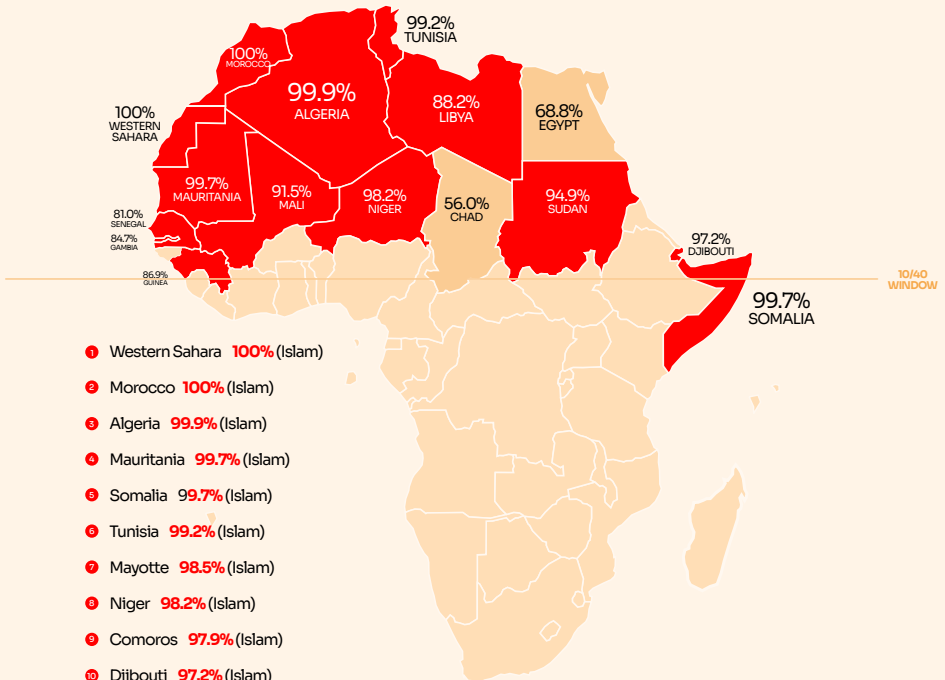 99.2%
TUNISIA
100%
MOROCCO
99.9%
ALGERIA
88.2%
LIBYA
68.8%
EGYPT
100%
WESTERN
SAHARA
99.7%
MAURITANIA
91.5%
MALI
98.2%
NIGER
56.0%
CHAD
94.9%
SUDAN
81.0%
SENEGAL
84.7%
GAMBIA
97.2%
DJIBOUTI
86.9%
GUINEA
10/40
WINDOW
99.7%
SOMALIA
1 Western Sahara 100% (Islam)
2 Morocco 100% (Islam)
3 Algeria 99.9% (Islam)
4 Mauritania 99.7% (Islam)
5 Somalia 99.7% (Islam)
6 Tunisia 99.2% (Islam)
7 Mayotte 98.5% (Islam)
8 Niger 98.2% (Islam)
9 Comoros 97.9% (Islam)
10 Djibouti 97.2% (Islam)